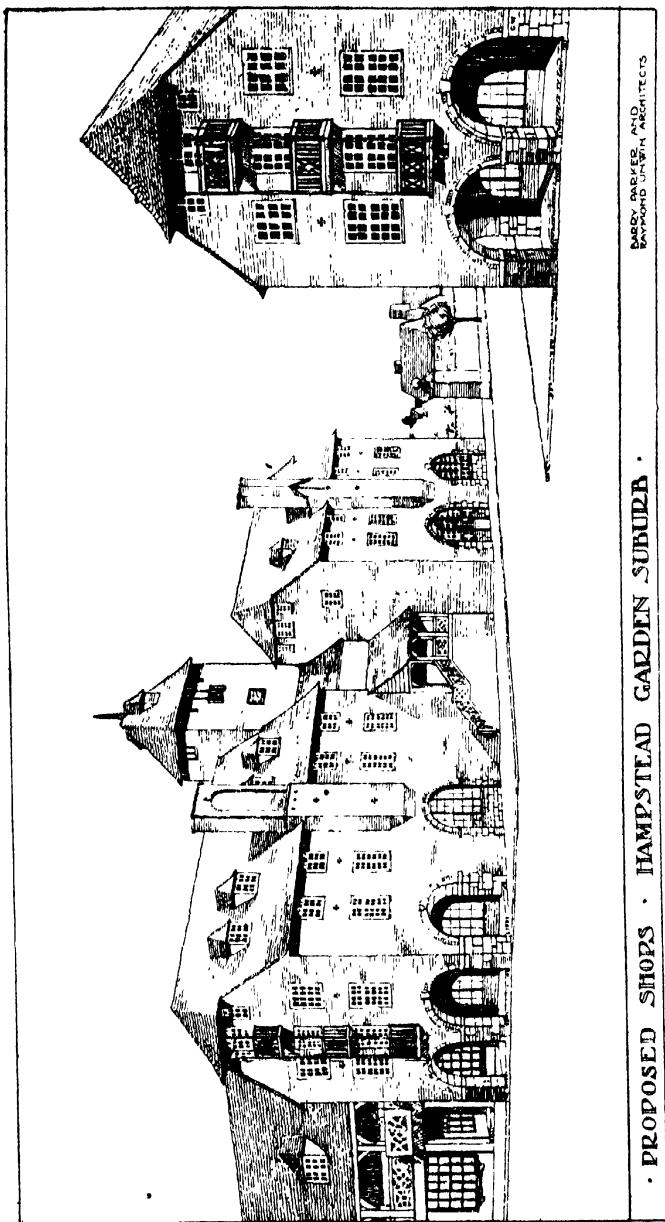 · PROPOSED SHOPS · HAMPSTEAD GARDEN SUBURB ·
BARRY PARKER AND
RAYMOND UNWIN ARCHITECTS